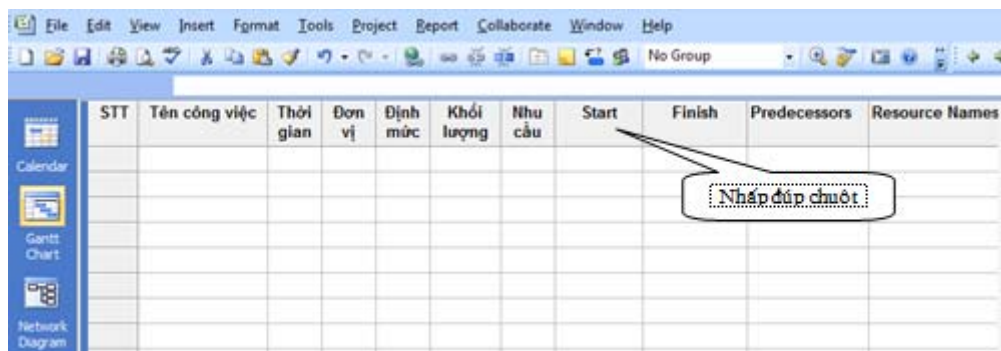 File Edit View Insert Format Tools Project Report Collaborate Window Help
No Group
STT Tên công việc Thời gian Đơn vị Định mức Khối lượng Nhu cầu Start Finish Predecessors Resource Names
Calendar
Nhấp đúp chuột
Gantt Chart
Network Diagram